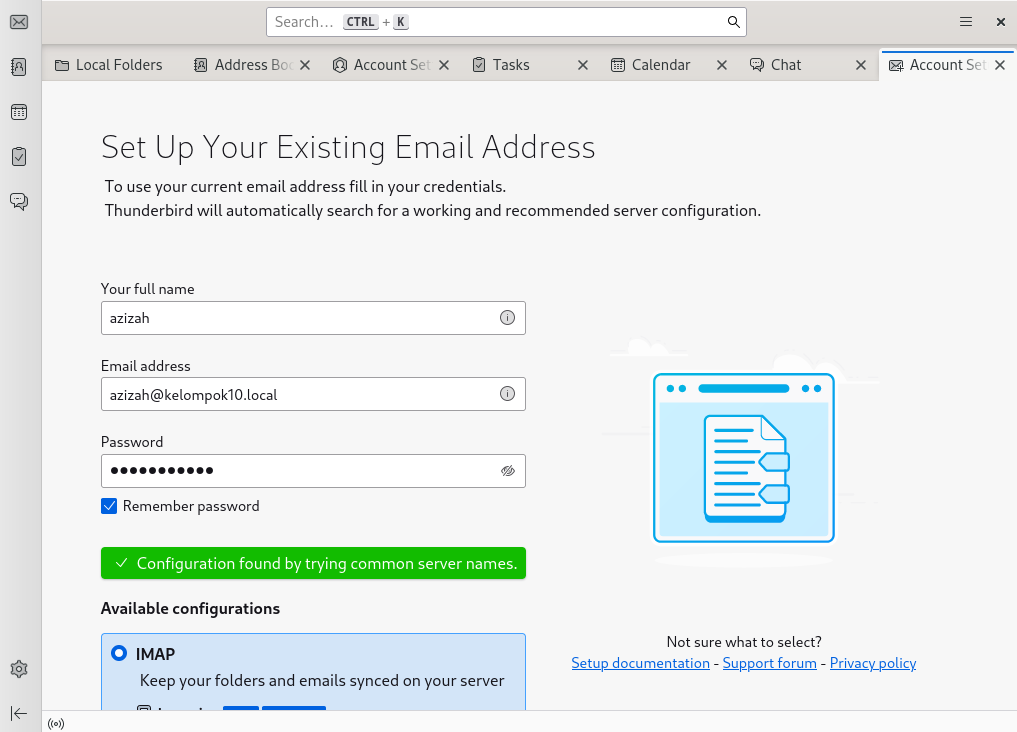 Search... CTRL + K
Local Folders Address Boo Account Set Tasks Calendar Chat Account Set
Set Up Your Existing Email Address
To use your current email address fill in your credentials.
Thunderbird will automatically search for a working and recommended server configuration.
Your full name
azizah
Email address
azizah@kelompok10.local
Password
Remember password
Configuration found by trying common server names.
Available configurations
IMAP
Keep your folders and emails synced on your server
Not sure what to select?
Setup documentation - Support forum - Privacy policy